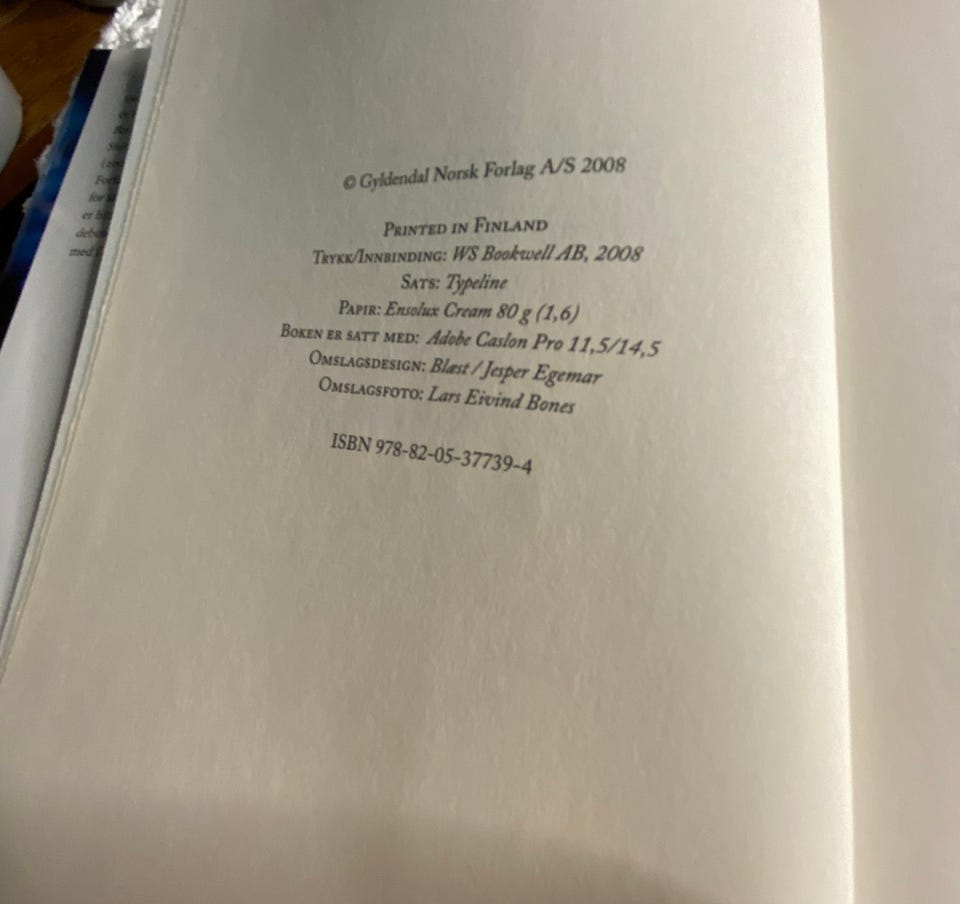 © Gyldendal Norsk Forlag A/S 2008
Printed in Finland
Trykk/Innbinding: WS Bookwell AB, 2008
Sats: Typeline
Papir: Ensolux Cream 80 g (1,6)
Boken er satt med: Adobe Caslon Pro 11,5/14,5
Omslagsdesign: Blæst / Jesper Egemar
Omslagsfoto: Lars Eivind Bones
ISBN 978-82-05-37739-4